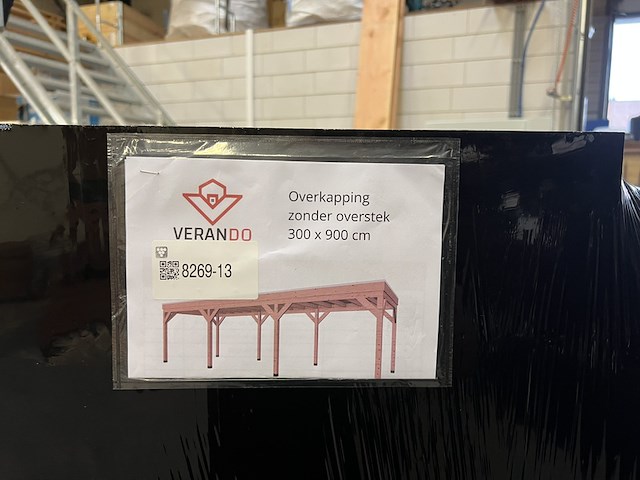 VERANDO
Overkapping
zonder overstek
300 x 900 cm
8269-13